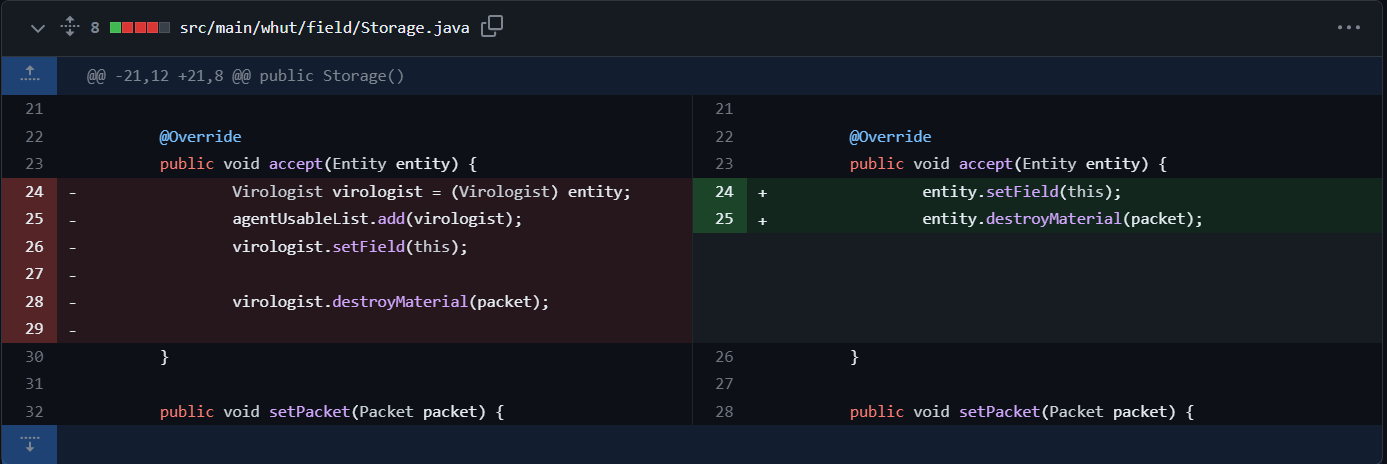 8 src/main/whut/field/Storage.java
@@ -21,12 +21,8 @@ public Storage()
21
22 @Override
23 public void accept(Entity entity) {
24 - Virologist virologist = (Virologist) entity;
25 - agentUsableList.add(virologist);
26 - virologist.setField(this);
27 -
28 - virologist.destroyMaterial(packet);
29 -
30 }
31
32 public void setPacket(Packet packet) {
21
22 @Override
23 public void accept(Entity entity) {
24 + entity.setField(this);
25 + entity.destroyMaterial(packet);
26 }
27
28 public void setPacket(Packet packet) {